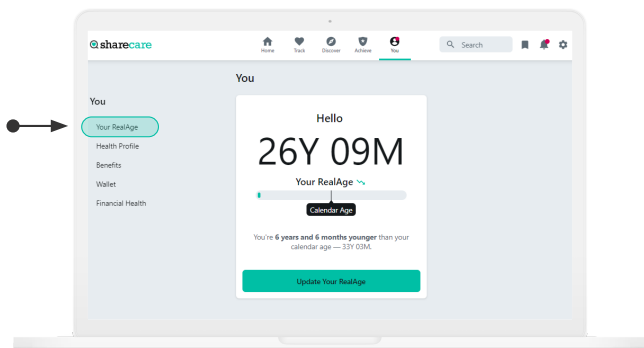 sharecare
Home
Track
Discover
Achieve
You
Search
You
You
Your RealAge
Health Profile
Benefits
Wallet
Financial Health
Hello
26Y 09M
Your RealAge
Calendar Age
You're 6 years and 6 months younger than your
calendar age — 33Y 03M.
Update Your RealAge